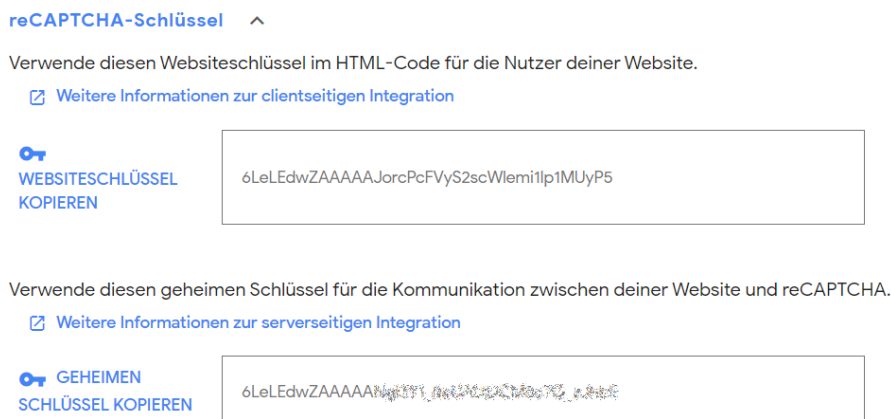 reCAPTCHA-Schlüssel
Verwende diesen Websiteschlüssel im HTML-Code für die Nutzer deiner Website.
Weitere Informationen zur clientseitigen Integration
WEBSITESCHLÜSSEL
KOPIEREN
6LeLEdwZAAAAAJorcPcFVyS2scWlemi1lp1MUyP5
Verwende diesen geheimen Schlüssel für die Kommunikation zwischen deiner Website und reCAPTCHA.
Weitere Informationen zur serverseitigen Integration
GEHEIMEN
SCHLÜSSEL KOPIEREN
6LeLEdwZAAAAA